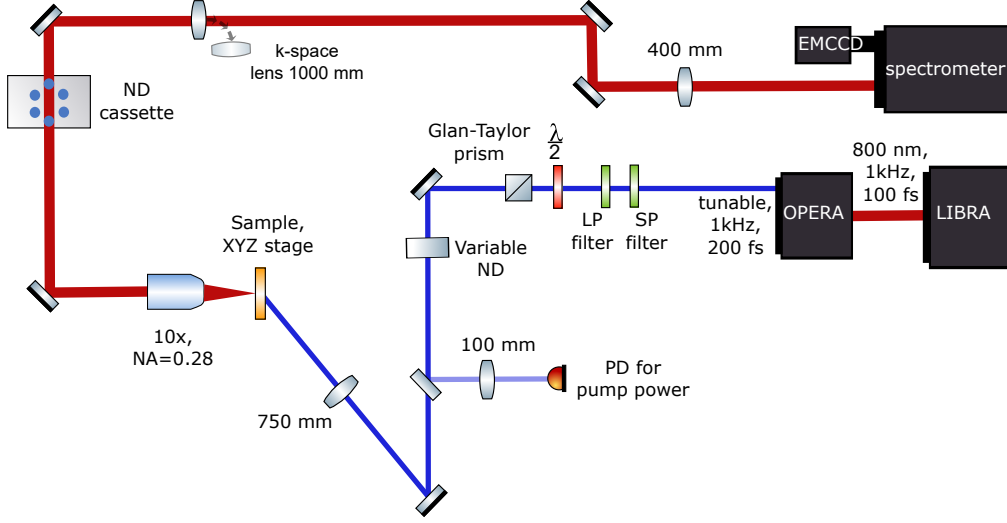 k-space
lens 1000 mm
400 mm
EMCCD
spectrometer
ND
cassette
Glan-Taylor
prism
λ
2
LP
filter
SP
filter
tunable,
1kHz,
200 fs
OPERA
800 nm,
1kHz,
100 fs
LIBRA
Sample,
XYZ stage
Variable
ND
10x,
NA=0.28
100 mm
PD for
pump power
750 mm